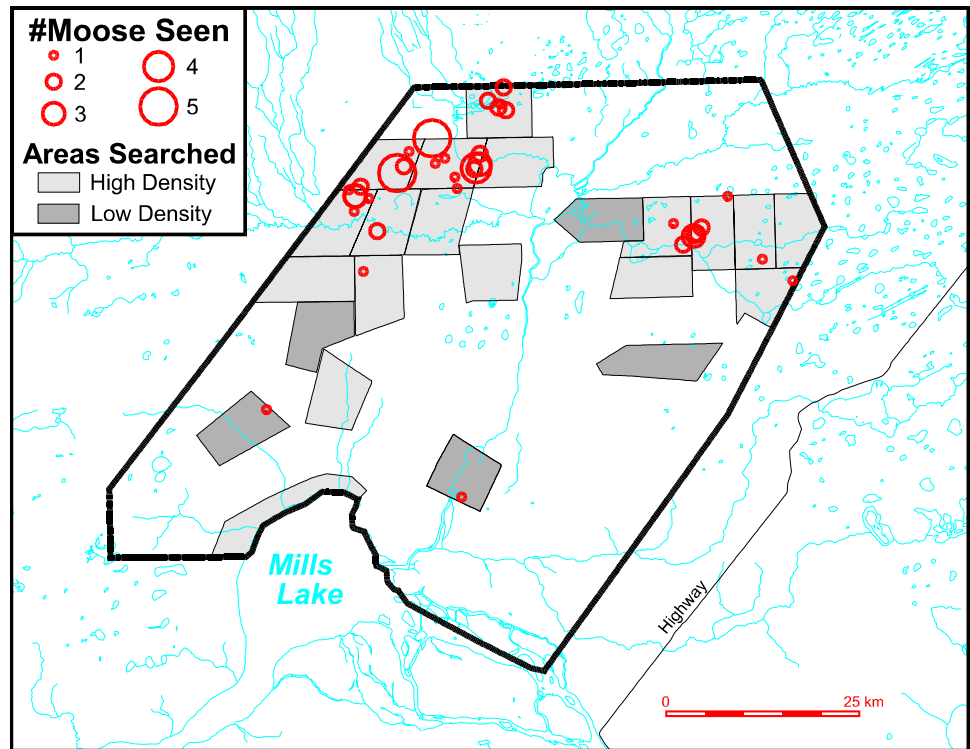 #Moose Seen
1 4
2
3 5
Areas Searched
High Density
Low Density
Mills
Lake
Highway
0 25 km